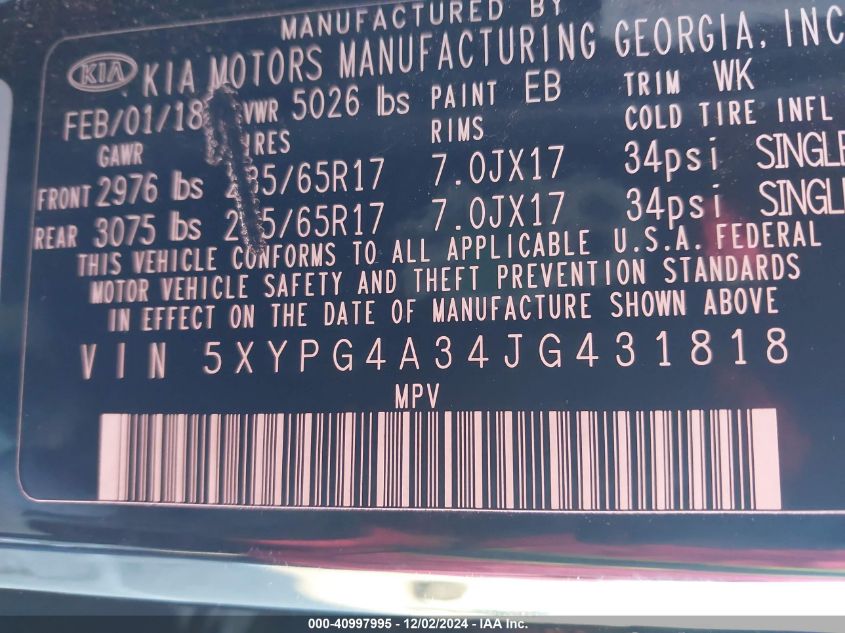 MANUFACTURED BY
KIA KIA MOTORS MANUFACTURING GEORGIA, INC
FEB/01/18 5026 lbs PAINT EB TRIM WK
RIMS COLD TIRE INFL
GAWR
FRONT 2976 lbs 7.0JX17 34psi SINGLE
REAR 3075 lbs 7.0JX17 34psi
THIS VEHICLE CONFORMS TO ALL APPLICABLE U.S.A. FEDERAL
MOTOR VEHICLE SAFETY AND THEFT PREVENTION STANDARDS
IN EFFECT ON THE DATE OF MANUFACTURE SHOWN ABOVE
VIN 5XYPG4A34JG431818
MPV
000-40997995 - 12/02/2024 - IAA Inc.